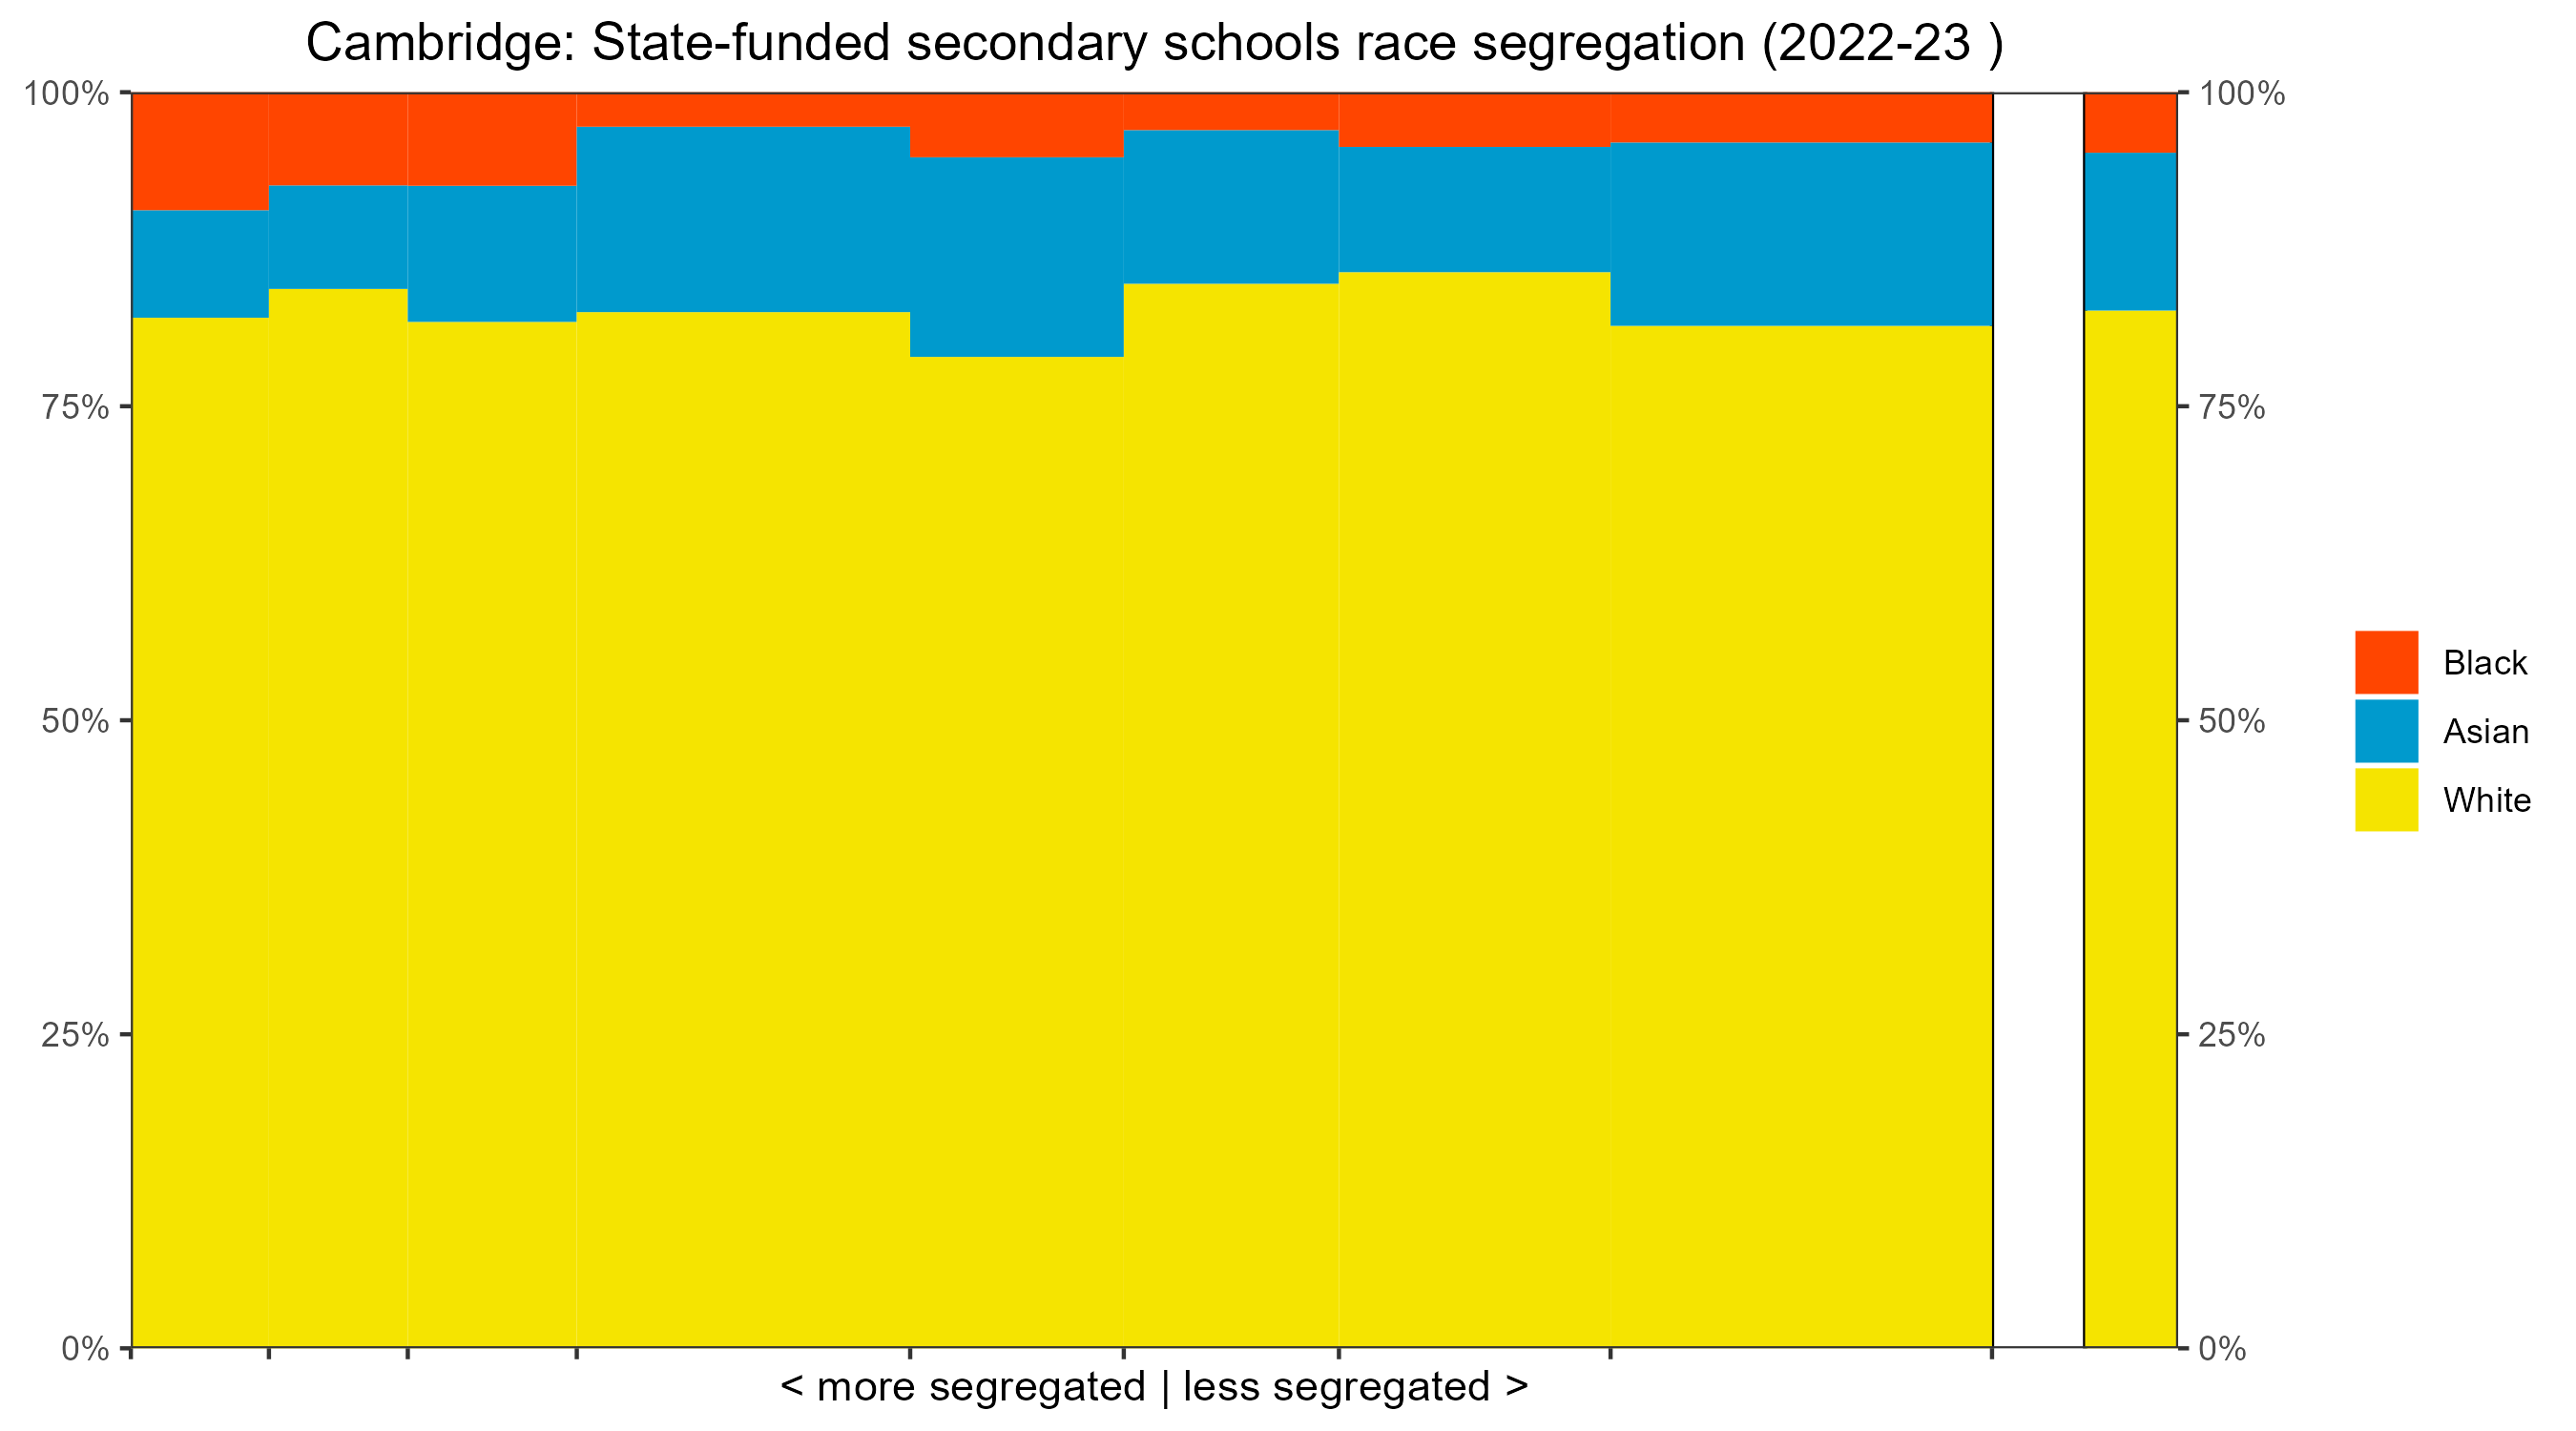 Cambridge: State-funded secondary schools race segregation (2022-23 )
100%
75%
50%
25%
0%
100%
75%
50%
25%
0%
Black
Asian
White
< more segregated | less segregated >